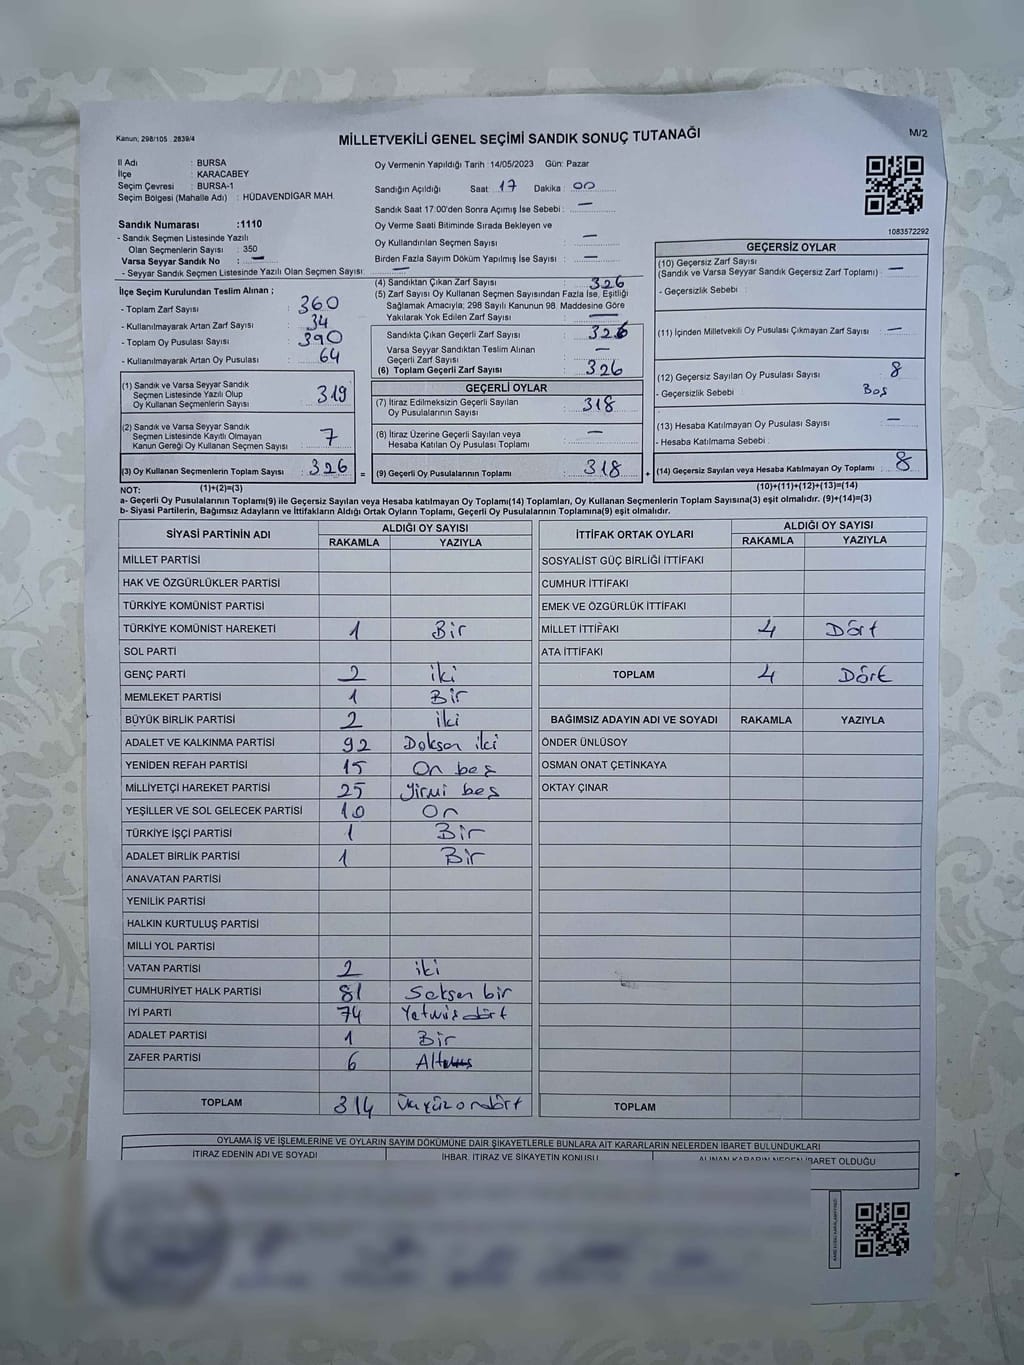 Kanun; 298/105 2839/4
MİLLETVEKİLİ GENEL SEÇİMİ SANDIK SONUÇ TUTANAĞI
M/2
İl Adı : BURSA
İlçe : KARACABEY
Seçim Çevresi : BURSA-1
Seçim Bölgesi (Mahalle Adı) : HÜDAVENDİGAR MAH.
Sandık Numarası :1110
- Sandık Seçmen Listesinde Yazılı
Olan Seçmenlerin Sayısı : 350
Varsa Seyyar Sandık No : —
- Seyyar Sandık Seçmen Listesinde Yazılı Olan Seçmen Sayısı: —
Oy Vermenin Yapıldığı Tarih :14/05/2023 Gün: Pazar
Sandığın Açıldığı Saat : 17 Dakika : 00
Sandık Saat 17:00'den Sonra Açımış İse Sebebi : —
Oy Verme Saati Bitiminde Sırada Bekleyen ve
Oy Kullandırılan Seçmen Sayısı : —
Birden Fazla Sayım Döküm Yapılmış İse Sayısı : —
1083572292
İlçe Seçim Kurulundan Teslim Alınan ;
- Toplam Zarf Sayısı : 360
- Kullanılmayarak Artan Zarf Sayısı : 34
- Toplam Oy Pusulası Sayısı : 390
- Kullanılmayarak Artan Oy Pusulası : 64
(1) Sandık ve Varsa Seyyar Sandık
Seçmen Listesinde Yazılı Olup
Oy Kullanan Seçmenlerin Sayısı : 319
(2) Sandık ve Varsa Seyyar Sandık
Seçmen Listesinde Kayıtlı Olmayan
Kanun Gereği Oy Kullanan Seçmen Sayısı : 7
(3) Oy Kullanan Seçmenlerin Toplam Sayısı : 326 =
(4) Sandıktan Çıkan Zarf Sayısı : 326
(5) Zarf Sayısı Oy Kullanan Seçmen Sayısından Fazla İse, Eşitliği
Sağlamak Amacıyla; 298 Sayılı Kanunun 98. Maddesine Göre
Yakılarak Yok Edilen Zarf Sayısı : —
Sandıkta Çıkan Geçerli Zarf Sayısı : 326
Varsa Seyyar Sandıktan Teslim Alınan
Geçerli Zarf Sayısı : —
(6) Toplam Geçerli Zarf Sayısı : 326
GEÇERLİ OYLAR
(7) İtiraz Edilmeksizin Geçerli Sayılan
Oy Pusulalarının Sayısı : 318
(8) İtiraz Üzerine Geçerli Sayılan veya
Hesaba Katılan Oy Pusulası Toplamı : —
(9) Geçerli Oy Pusulalarının Toplamı : 318 +
GEÇERSİZ OYLAR
(10) Geçersiz Zarf Sayısı
(Sandık ve Varsa Seyyar Sandık Geçersiz Zarf Toplamı) : —
- Geçersizlik Sebebi :
(11) İçinden Milletvekili Oy Pusulası Çıkmayan Zarf Sayısı : —
(12) Geçersiz Sayılan Oy Pusulası Sayısı : 8
- Geçersizlik Sebebi : Boş
(13) Hesaba Katılmayan Oy Pusulası Sayısı : —
- Hesaba Katılmama Sebebi :
(14) Geçersiz Sayılan veya Hesaba Katılmayan Oy Toplamı : 8
NOT: (1)+(2)=(3) (10)+(11)+(12)+(13)=(14)
a- Geçerli Oy Pusulalarının Toplamı(9) ile Geçersiz Sayılan veya Hesaba katılmayan Oy Toplamı(14) Toplamları, Oy Kullanan Seçmenlerin Toplam Sayısına(3) eşit olmalıdır. (9)+(14)=(3)
b- Siyasi Partilerin, Bağımsız Adayların ve İttifakların Aldığı Ortak Oyların Toplamı, Geçerli Oy Pusulalarının Toplamına(9) eşit olmalıdır.
SİYASİ PARTİNİN ADI ALDIĞI OY SAYISI
RAKAMLA YAZIYLA
MİLLET PARTİSİ
HAK VE ÖZGÜRLÜKLER PARTİSİ
TÜRKİYE KOMÜNİST PARTİSİ
TÜRKİYE KOMÜNİST HAREKETİ 1 Bir
SOL PARTİ
GENÇ PARTİ 2 iki
MEMLEKET PARTİSİ 1 Bir
BÜYÜK BİRLİK PARTİSİ 2 iki
ADALET VE KALKINMA PARTİSİ 92 Doksan iki
YENİDEN REFAH PARTİSİ 15 On beş
MİLLİYETÇİ HAREKET PARTİSİ 25 Yirmi beş
YEŞİLLER VE SOL GELECEK PARTİSİ 10 On
TÜRKİYE İŞÇİ PARTİSİ 1 Bir
ADALET BİRLİK PARTİSİ 1 Bir
ANAVATAN PARTİSİ
YENİLİK PARTİSİ
HALKIN KURTULUŞ PARTİSİ
MİLLİ YOL PARTİSİ
VATAN PARTİSİ 2 iki
CUMHURİYET HALK PARTİSİ 81 Seksen bir
İYİ PARTİ 74 Yetmiş dört
ADALET PARTİSİ 1 Bir
ZAFER PARTİSİ 6 Altı
TOPLAM 314 Üçyüzondört
İTTİFAK ORTAK OYLARI ALDIĞI OY SAYISI
RAKAMLA YAZIYLA
SOSYALİST GÜÇ BİRLİĞİ İTTİFAKI
CUMHUR İTTİFAKI
EMEK VE ÖZGÜRLÜK İTTİFAKI
MİLLET İTTİFAKI 4 Dört
ATA İTTİFAKI
TOPLAM 4 Dört
BAĞIMSIZ ADAYIN ADI VE SOYADI RAKAMLA YAZIYLA
ÖNDER ÜNLÜSOY
OSMAN ONAT ÇETİNKAYA
OKTAY ÇINAR
TOPLAM
OYLAMA İŞ VE İŞLEMLERİNE VE OYLARIN SAYIM DÖKÜMÜNE DAİR ŞİKAYETLERLE BUNLARA AİT KARARLARIN NELERDEN İBARET BULUNDUKLARI
İTİRAZ EDENİN ADI VE SOYADI İHBAR, İTİRAZ VE ŞİKAYETİN KONUSU ALINAN KARARIN NEDEN İBARET OLDUĞU